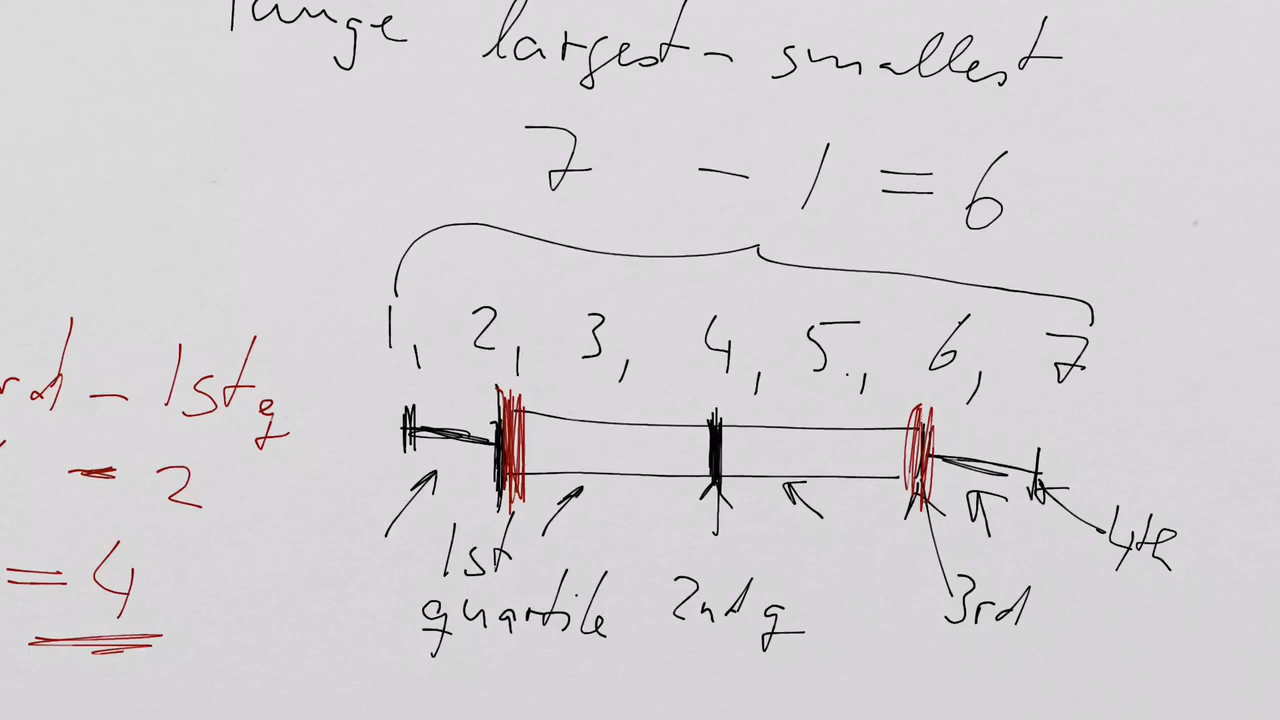 range largest - smallest
7 - 1 = 6
1, 2, 3, 4, 5, 6, 7
rd - 1st q
- 2
= 4
1st quartile
2nd q
3rd
4th